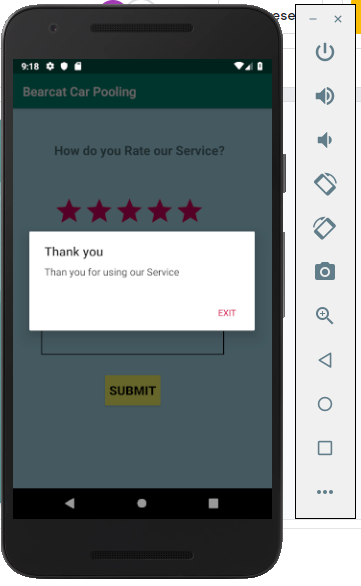 ese
9:18
Bearcat Car Pooling
How do you Rate our Service?
Thank you
Than you for using our Service
EXIT
SUBMIT